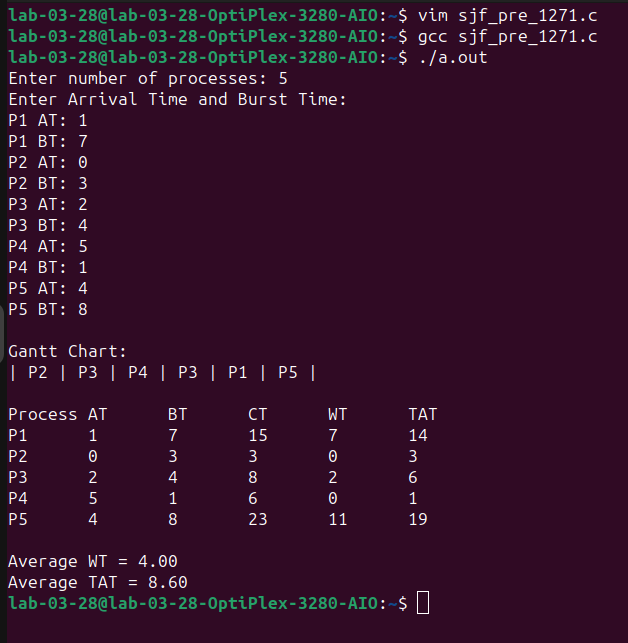 lab-03-28@lab-03-28-OptiPlex-3280-AIO:~$ vim sjf_pre_1271.c
lab-03-28@lab-03-28-OptiPlex-3280-AIO:~$ gcc sjf_pre_1271.c
lab-03-28@lab-03-28-OptiPlex-3280-AIO:~$ ./a.out
Enter number of processes: 5
Enter Arrival Time and Burst Time:
P1 AT: 1
P1 BT: 7
P2 AT: 0
P2 BT: 3
P3 AT: 2
P3 BT: 4
P4 AT: 5
P4 BT: 1
P5 AT: 4
P5 BT: 8
Gantt Chart:
| P2 | P3 | P4 | P3 | P1 | P5 |
Process AT      BT      CT      WT      TAT
P1      1       7       15      7       14
P2      0       3       3       0       3
P3      2       4       8       2       6
P4      5       1       6       0       1
P5      4       8       23      11      19
Average WT = 4.00
Average TAT = 8.60
lab-03-28@lab-03-28-OptiPlex-3280-AIO:~$